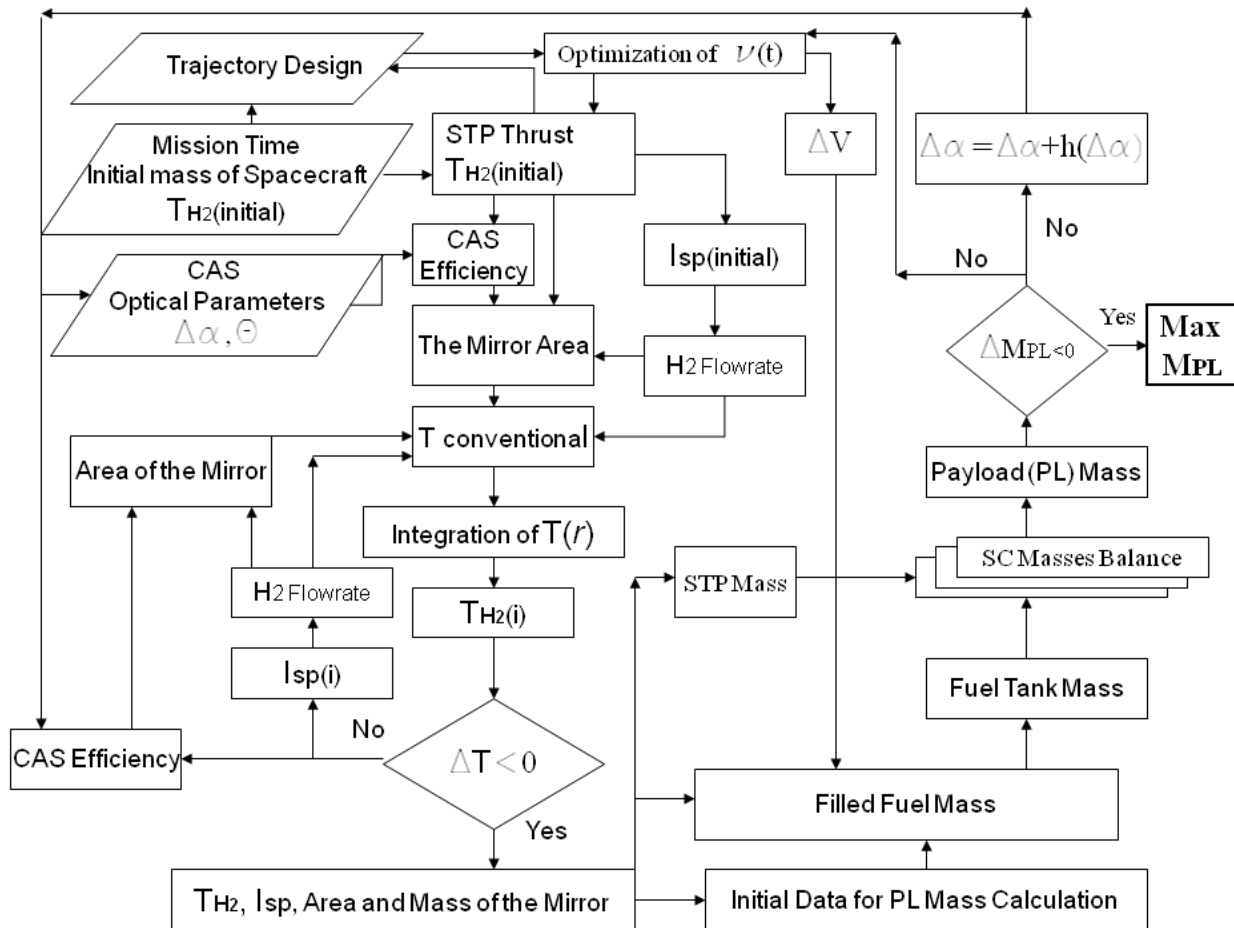 Trajectory Design
Optimization of ν(t)
Mission Time
Initial mass of Spacecraft
TH2(initial)
STP Thrust
TH2(initial)
ΔV
Δα = Δα+h(Δα)
No
No
CAS
Efficiency
Isp(initial)
CAS
Optical Parameters
Δα, Θ
The Mirror Area
H2 Flowrate
ΔMPL<0
Yes
Max
MPL
T conventional
Area of the Mirror
Payload (PL) Mass
Integration of T(r)
SC Masses Balance
STP Mass
H2 Flowrate
TH2(i)
Isp(i)
Fuel Tank Mass
No
CAS Efficiency
ΔT < 0
Filled Fuel Mass
Yes
TH2, Isp, Area and Mass of the Mirror
Initial Data for PL Mass Calculation